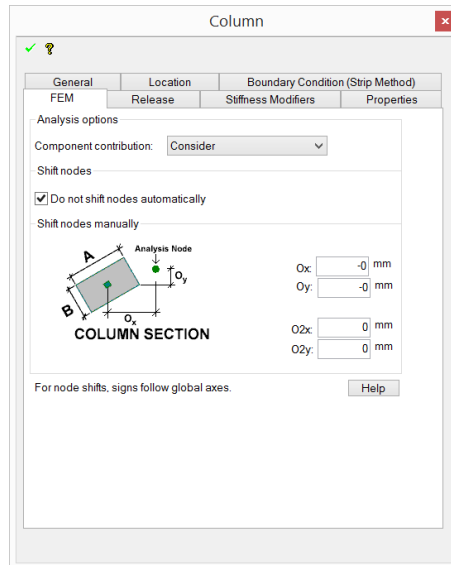 Column
General Location Boundary Condition (Strip Method)
FEM Release Stiffness Modifiers Properties
Analysis options
Component contribution: Consider
Shift nodes
Do not shift nodes automatically
Shift nodes manually
A
B
Analysis Node
Oy
Ox
COLUMN SECTION
Ox: -0 mm
Oy: -0 mm
O2x: 0 mm
O2y: 0 mm
For node shifts, signs follow global axes. Help